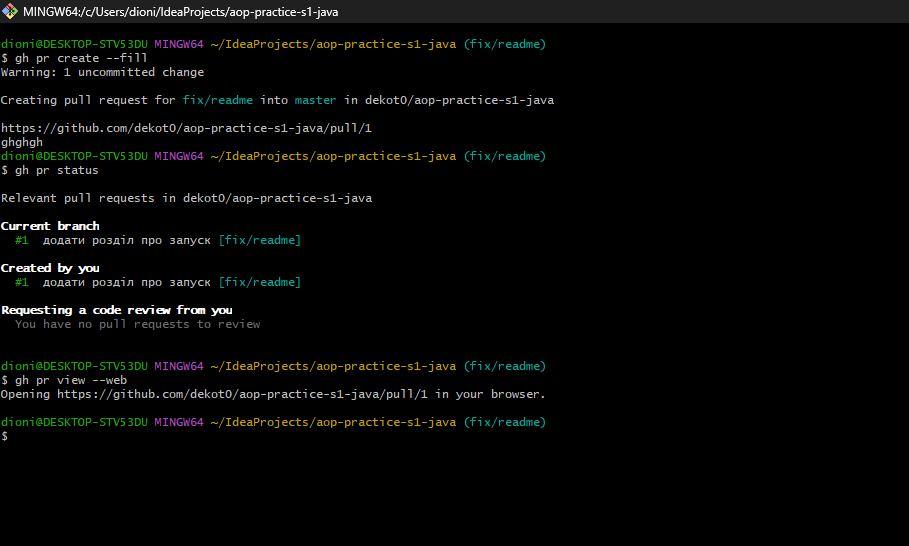 MINGW64:/c/Users/dioni/IdeaProjects/aop-practice-s1-java
dioni@DESKTOP-STV53DU MINGW64 ~/IdeaProjects/aop-practice-s1-java (fix/readme)
$ gh pr create --fill
Warning: 1 uncommitted change
Creating pull request for fix/readme into master in dekot0/aop-practice-s1-java
https://github.com/dekot0/aop-practice-s1-java/pull/1
ghghgh
dioni@DESKTOP-STV53DU MINGW64 ~/IdeaProjects/aop-practice-s1-java (fix/readme)
$ gh pr status
Relevant pull requests in dekot0/aop-practice-s1-java
Current branch
#1 додати розділ про запуск [fix/readme]
Created by you
#1 додати розділ про запуск [fix/readme]
Requesting a code review from you
You have no pull requests to review
dioni@DESKTOP-STV53DU MINGW64 ~/IdeaProjects/aop-practice-s1-java (fix/readme)
$ gh pr view --web
Opening https://github.com/dekot0/aop-practice-s1-java/pull/1 in your browser.
dioni@DESKTOP-STV53DU MINGW64 ~/IdeaProjects/aop-practice-s1-java (fix/readme)
$